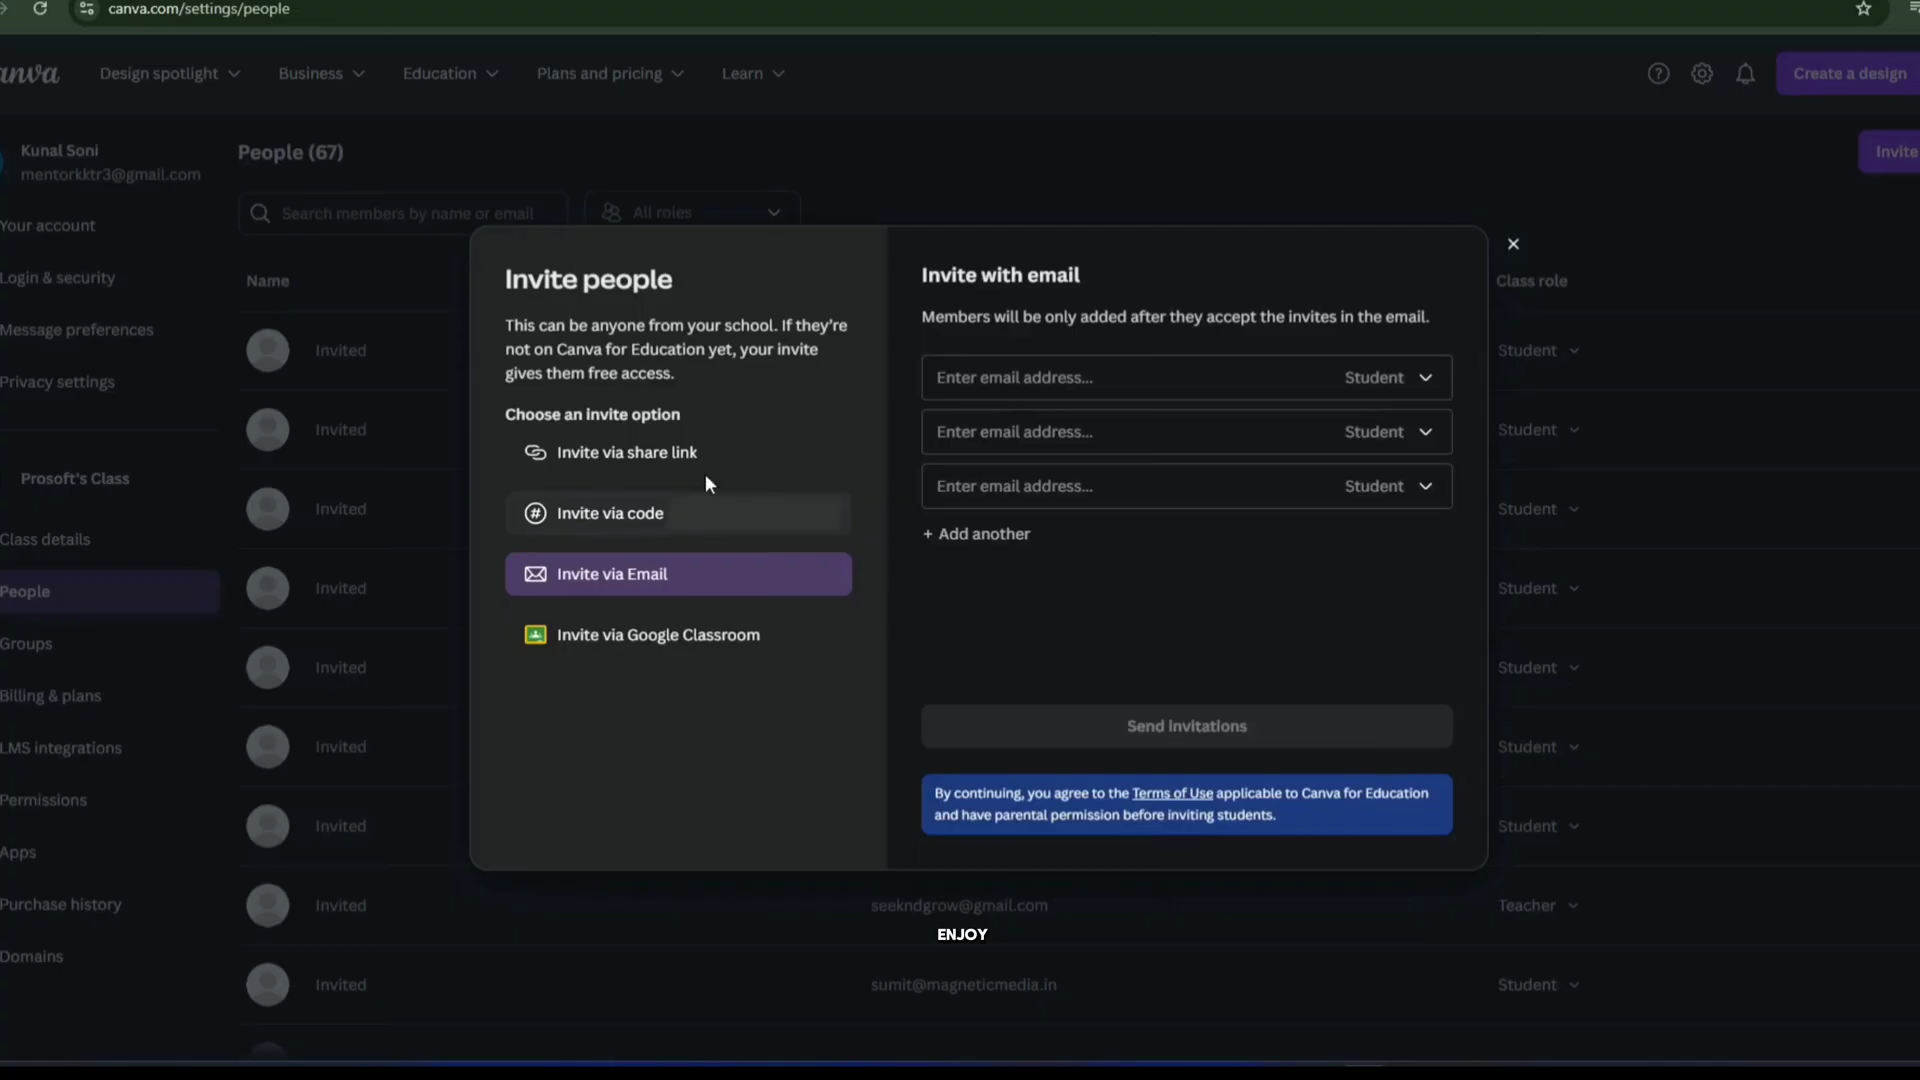 canva.com/settings/people
anva
Design spotlight
Business
Education
Plans and pricing
Learn
Create a design
Kunal Soni
mentorkktr3@gmail.com
Your account
Login & security
Message preferences
Privacy settings
Prosoft's Class
Class details
People
Groups
Billing & plans
LMS integrations
Permissions
Apps
Purchase history
Domains
People (67)
Invite
Search members by name or email
All roles
Name
Class role
Invited
Student
Invited
Student
Invited
Student
Invited
Student
Invited
Student
Invited
Student
Invited
Student
Invited
seekndgrow@gmail.com
Teacher
Invited
sumit@magneticmedia.in
Student
Invite people
This can be anyone from your school. If they're
not on Canva for Education yet, your invite
gives them free access.
Choose an invite option
Invite via share link
# Invite via code
Invite via Email
Invite via Google Classroom
Invite with email
Members will be only added after they accept the invites in the email.
Enter email address... Student
Enter email address... Student
Enter email address... Student
+ Add another
Send invitations
By continuing, you agree to the Terms of Use applicable to Canva for Education
and have parental permission before inviting students.
ENJOY